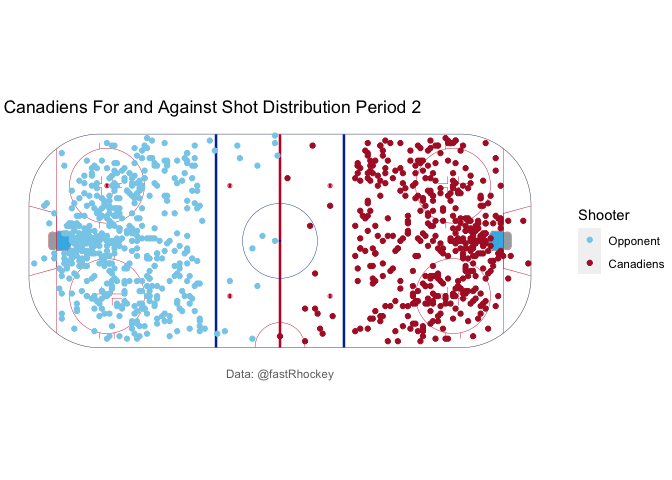 Canadiens For and Against Shot Distribution Period 2
Shooter
Opponent
Canadiens
Data: @fastRhockey